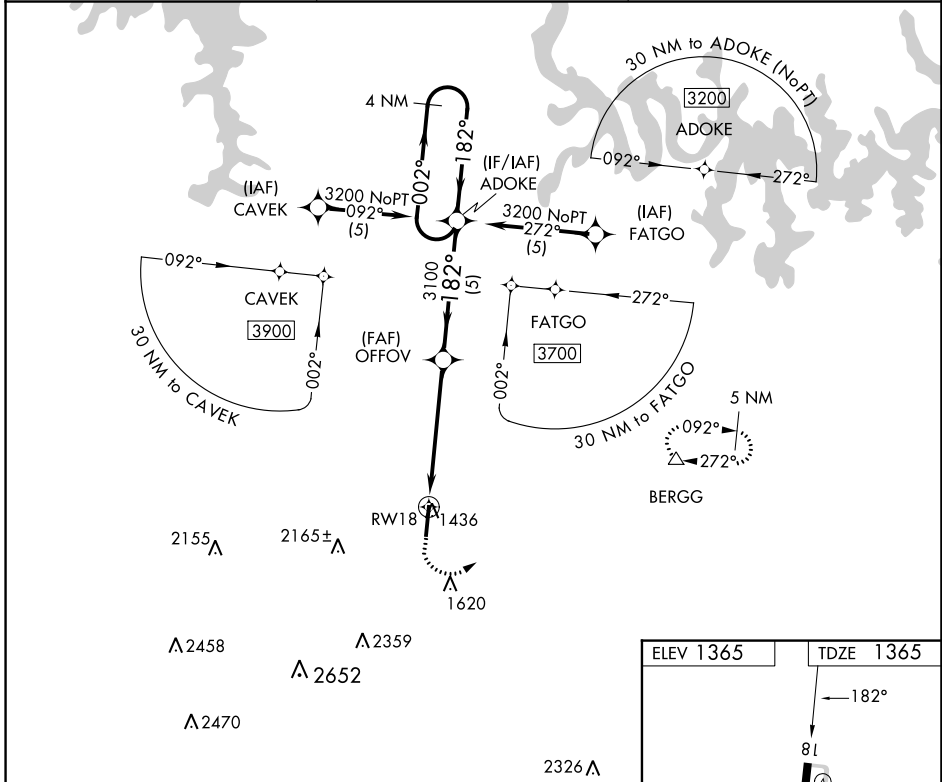 30 NM to ADOKE (NoPT)
3200
ADOKE
092°
272°
4 NM
182°
002°
(IF/IAF)
ADOKE
(IAF)
CAVEK
3200 NoPT
092°
(5)
3200 NoPT
272°
(5)
(IAF)
FATGO
3100
182°
(5)
092°
CAVEK
3900
002°
30 NM to CAVEK
(FAF)
OFFOV
272°
FATGO
3700
002°
30 NM to FATGO
5 NM
092°
272°
BERGG
RW18
1436
2155
2165±
1620
2458
2359
2652
2470
2326
ELEV 1365
TDZE 1365
182°
18
A